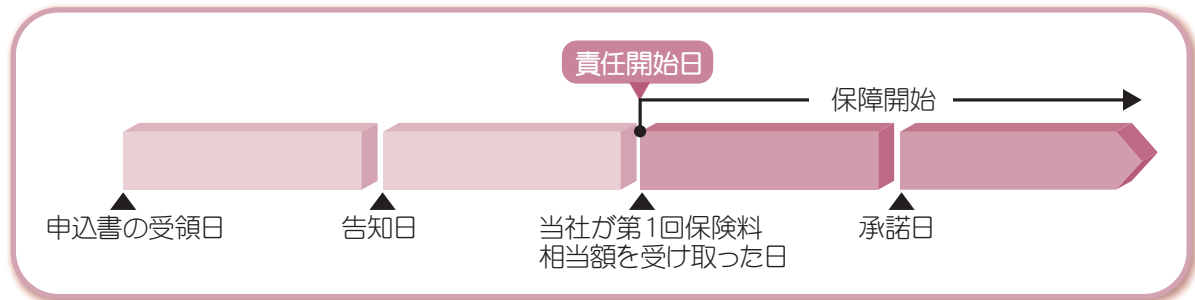 責任開始日
保障開始
申込書の受領日
告知日
当社が第1回保険料
相当額を受け取った日
承諾日